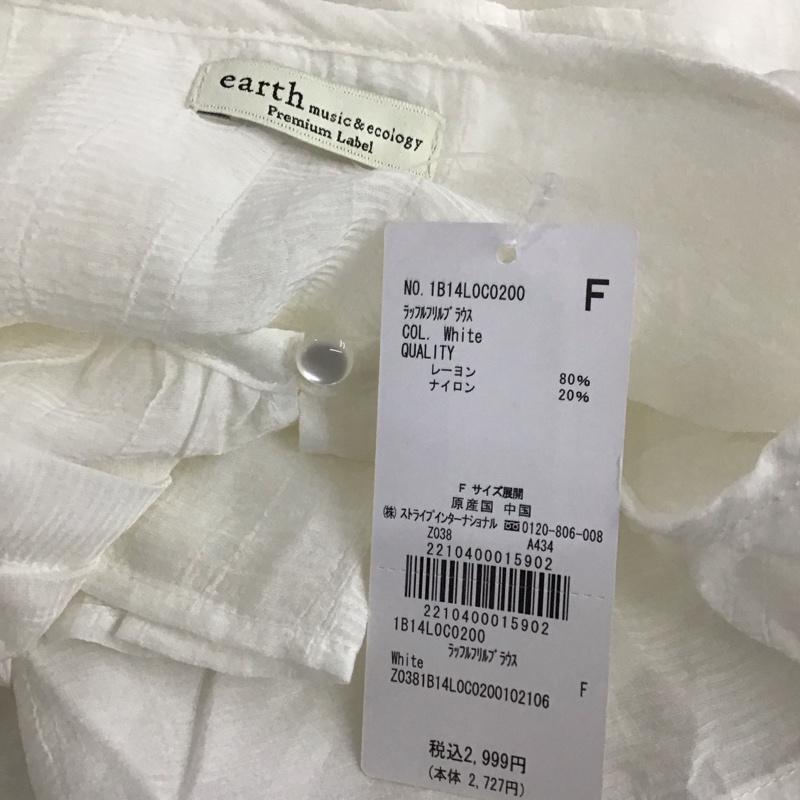 earth music&ecology
Premium Label
NO. 1B14L0C0200 F
ラッフルフリルブラウス
COL. White
QUALITY
レーヨン 80%
ナイロン 20%
F サイズ展開
原産国 中国
(株) ストライプインターナショナル 0120-806-008
Z038 A434
2210400015902
2210400015902
1B14L0C0200
ラッフルフリルブラウス
White F
Z0381B14L0C0200102106
税込2,999円
(本体 2,727円)